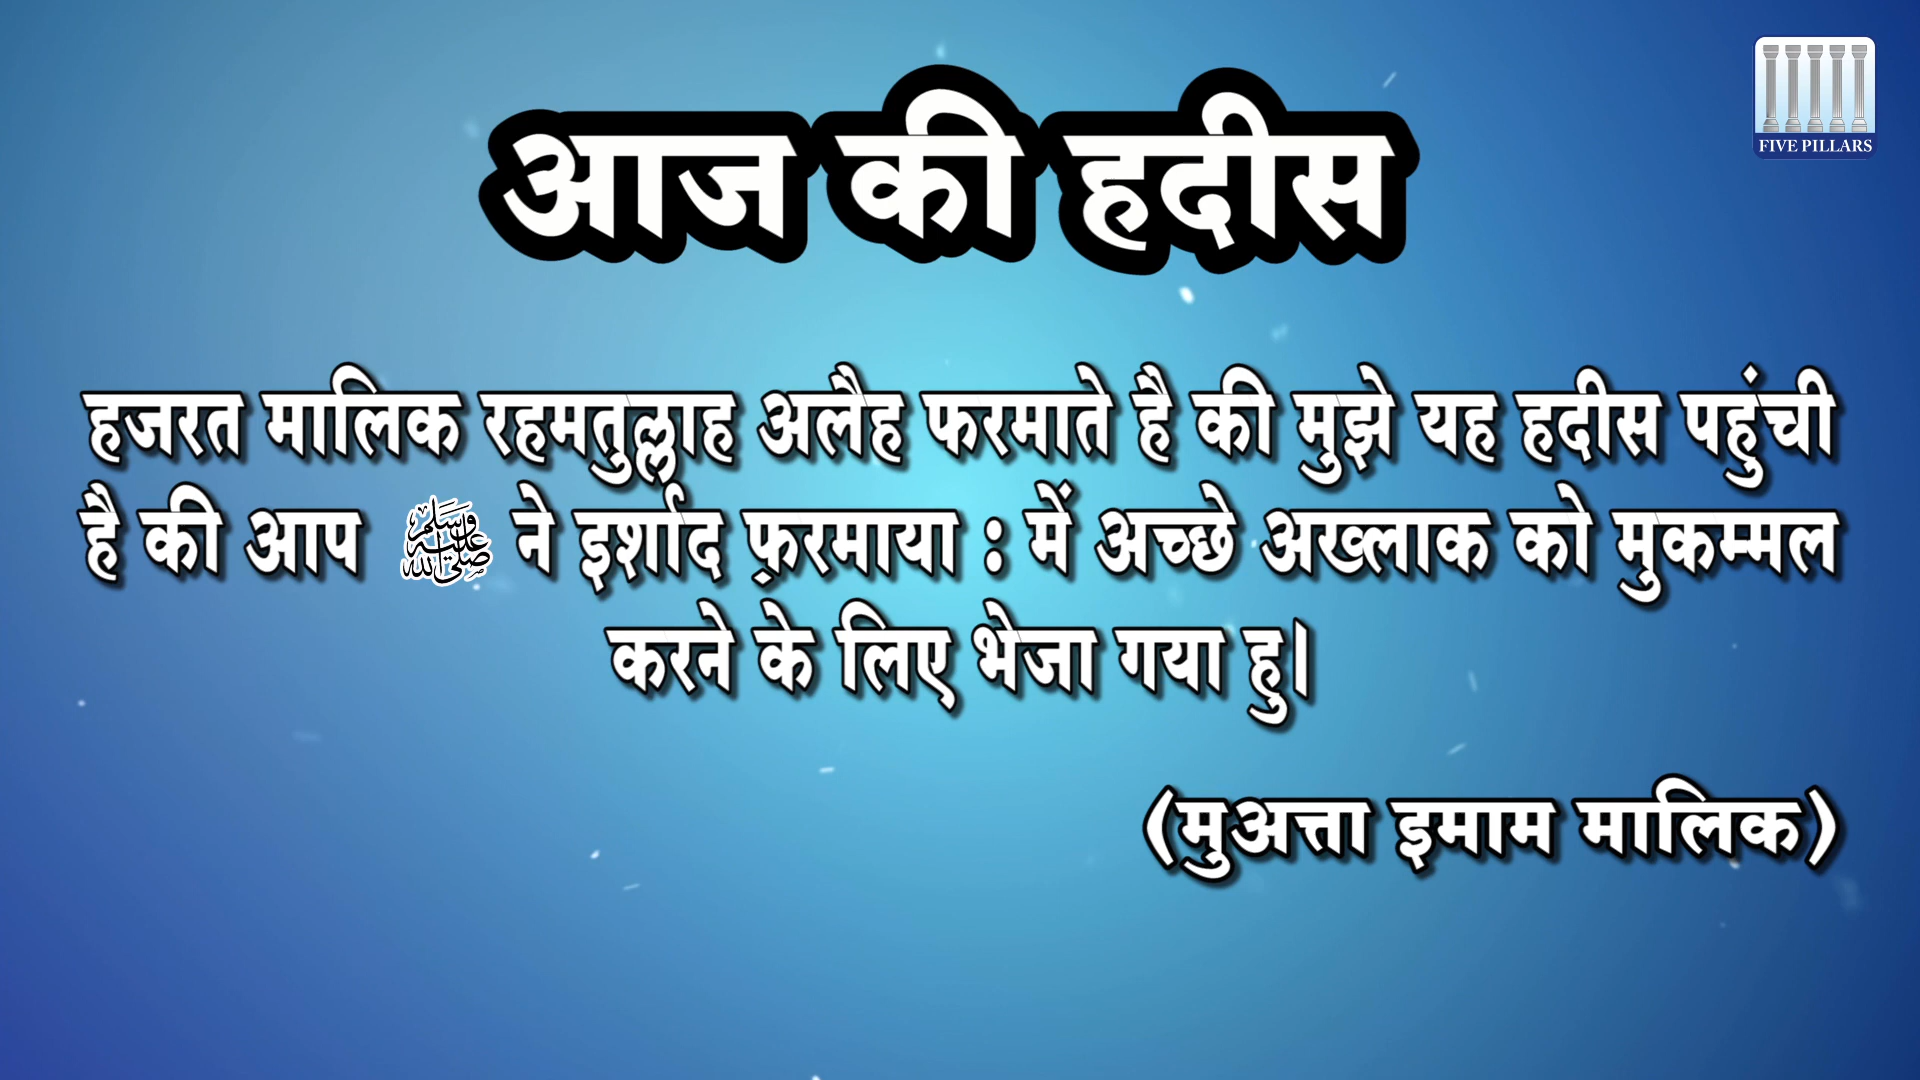 FIVE PILLARS
आज की हदीस
हजरत मालिक रहमतुल्लाह अलैह फरमाते है की मुझे यह हदीस पहुंची
है की आप ﷺ ने इर्शाद फ़रमाया : में अच्छे अख्लाक को मुकम्मल
करने के लिए भेजा गया हु।
(मुअत्ता इमाम मालिक)